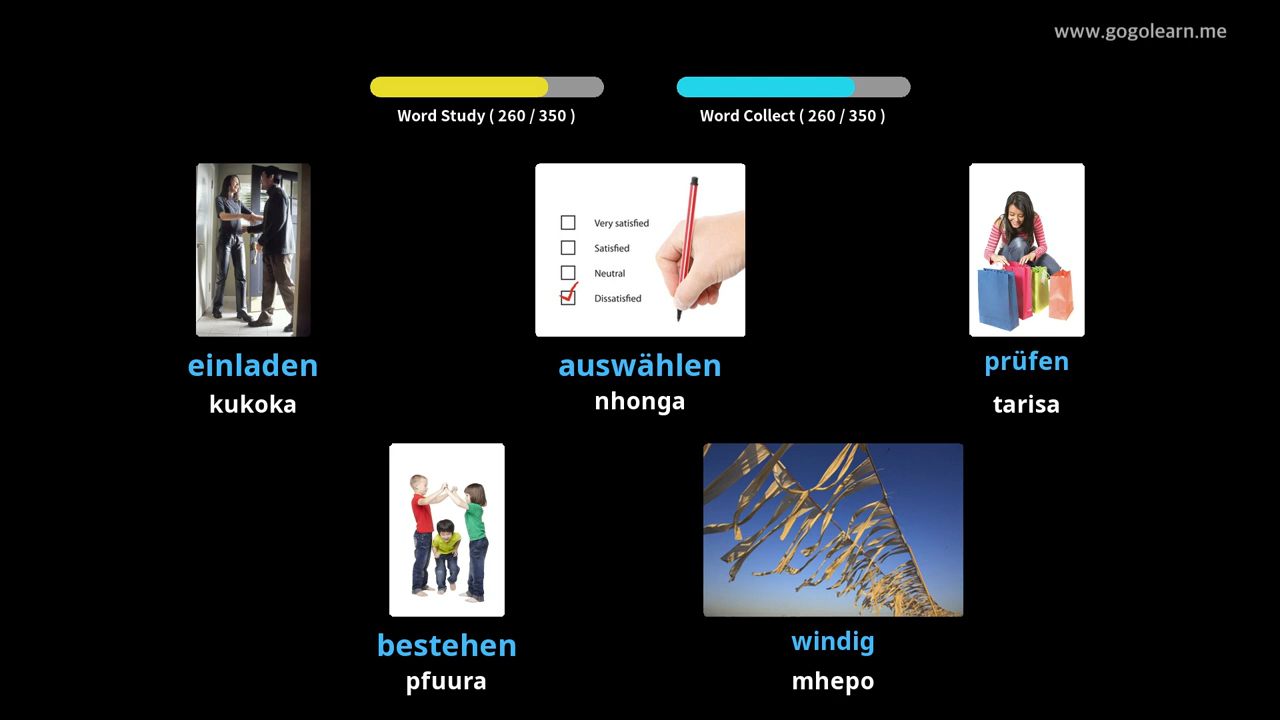 www.gogolearn.me
Word Study ( 260 / 350 )
Word Collect ( 260 / 350 )
Very satisfied
Satisfied
Neutral
Dissatisfied
einladen
kukoka
auswählen
nhonga
prüfen
tarisa
bestehen
pfuura
windig
mhepo